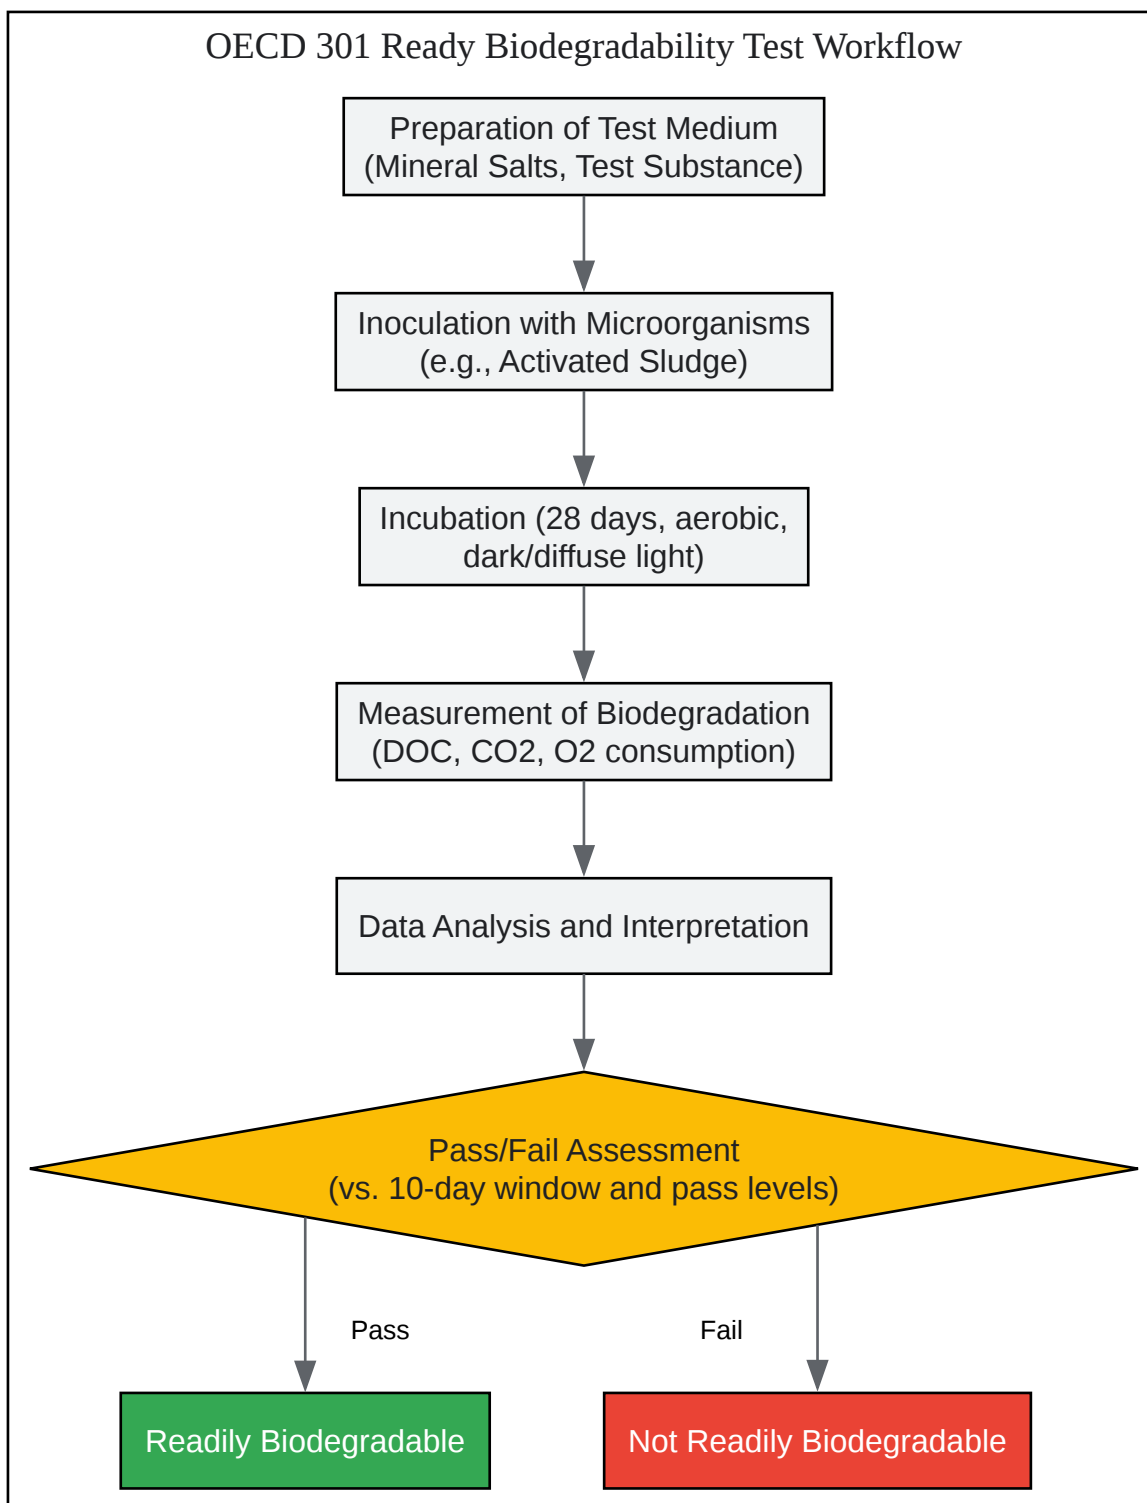 OECD 301 Ready Biodegradability Test Workflow
Preparation of Test Medium
(Mineral Salts, Test Substance)
Inoculation with Microorganisms
(e.g., Activated Sludge)
Incubation (28 days, aerobic,
dark/diffuse light)
Measurement of Biodegradation
(DOC, CO2, O2 consumption)
Data Analysis and Interpretation
Pass/Fail Assessment
(vs. 10-day window and pass levels)
Pass
Fail
Readily Biodegradable
Not Readily Biodegradable